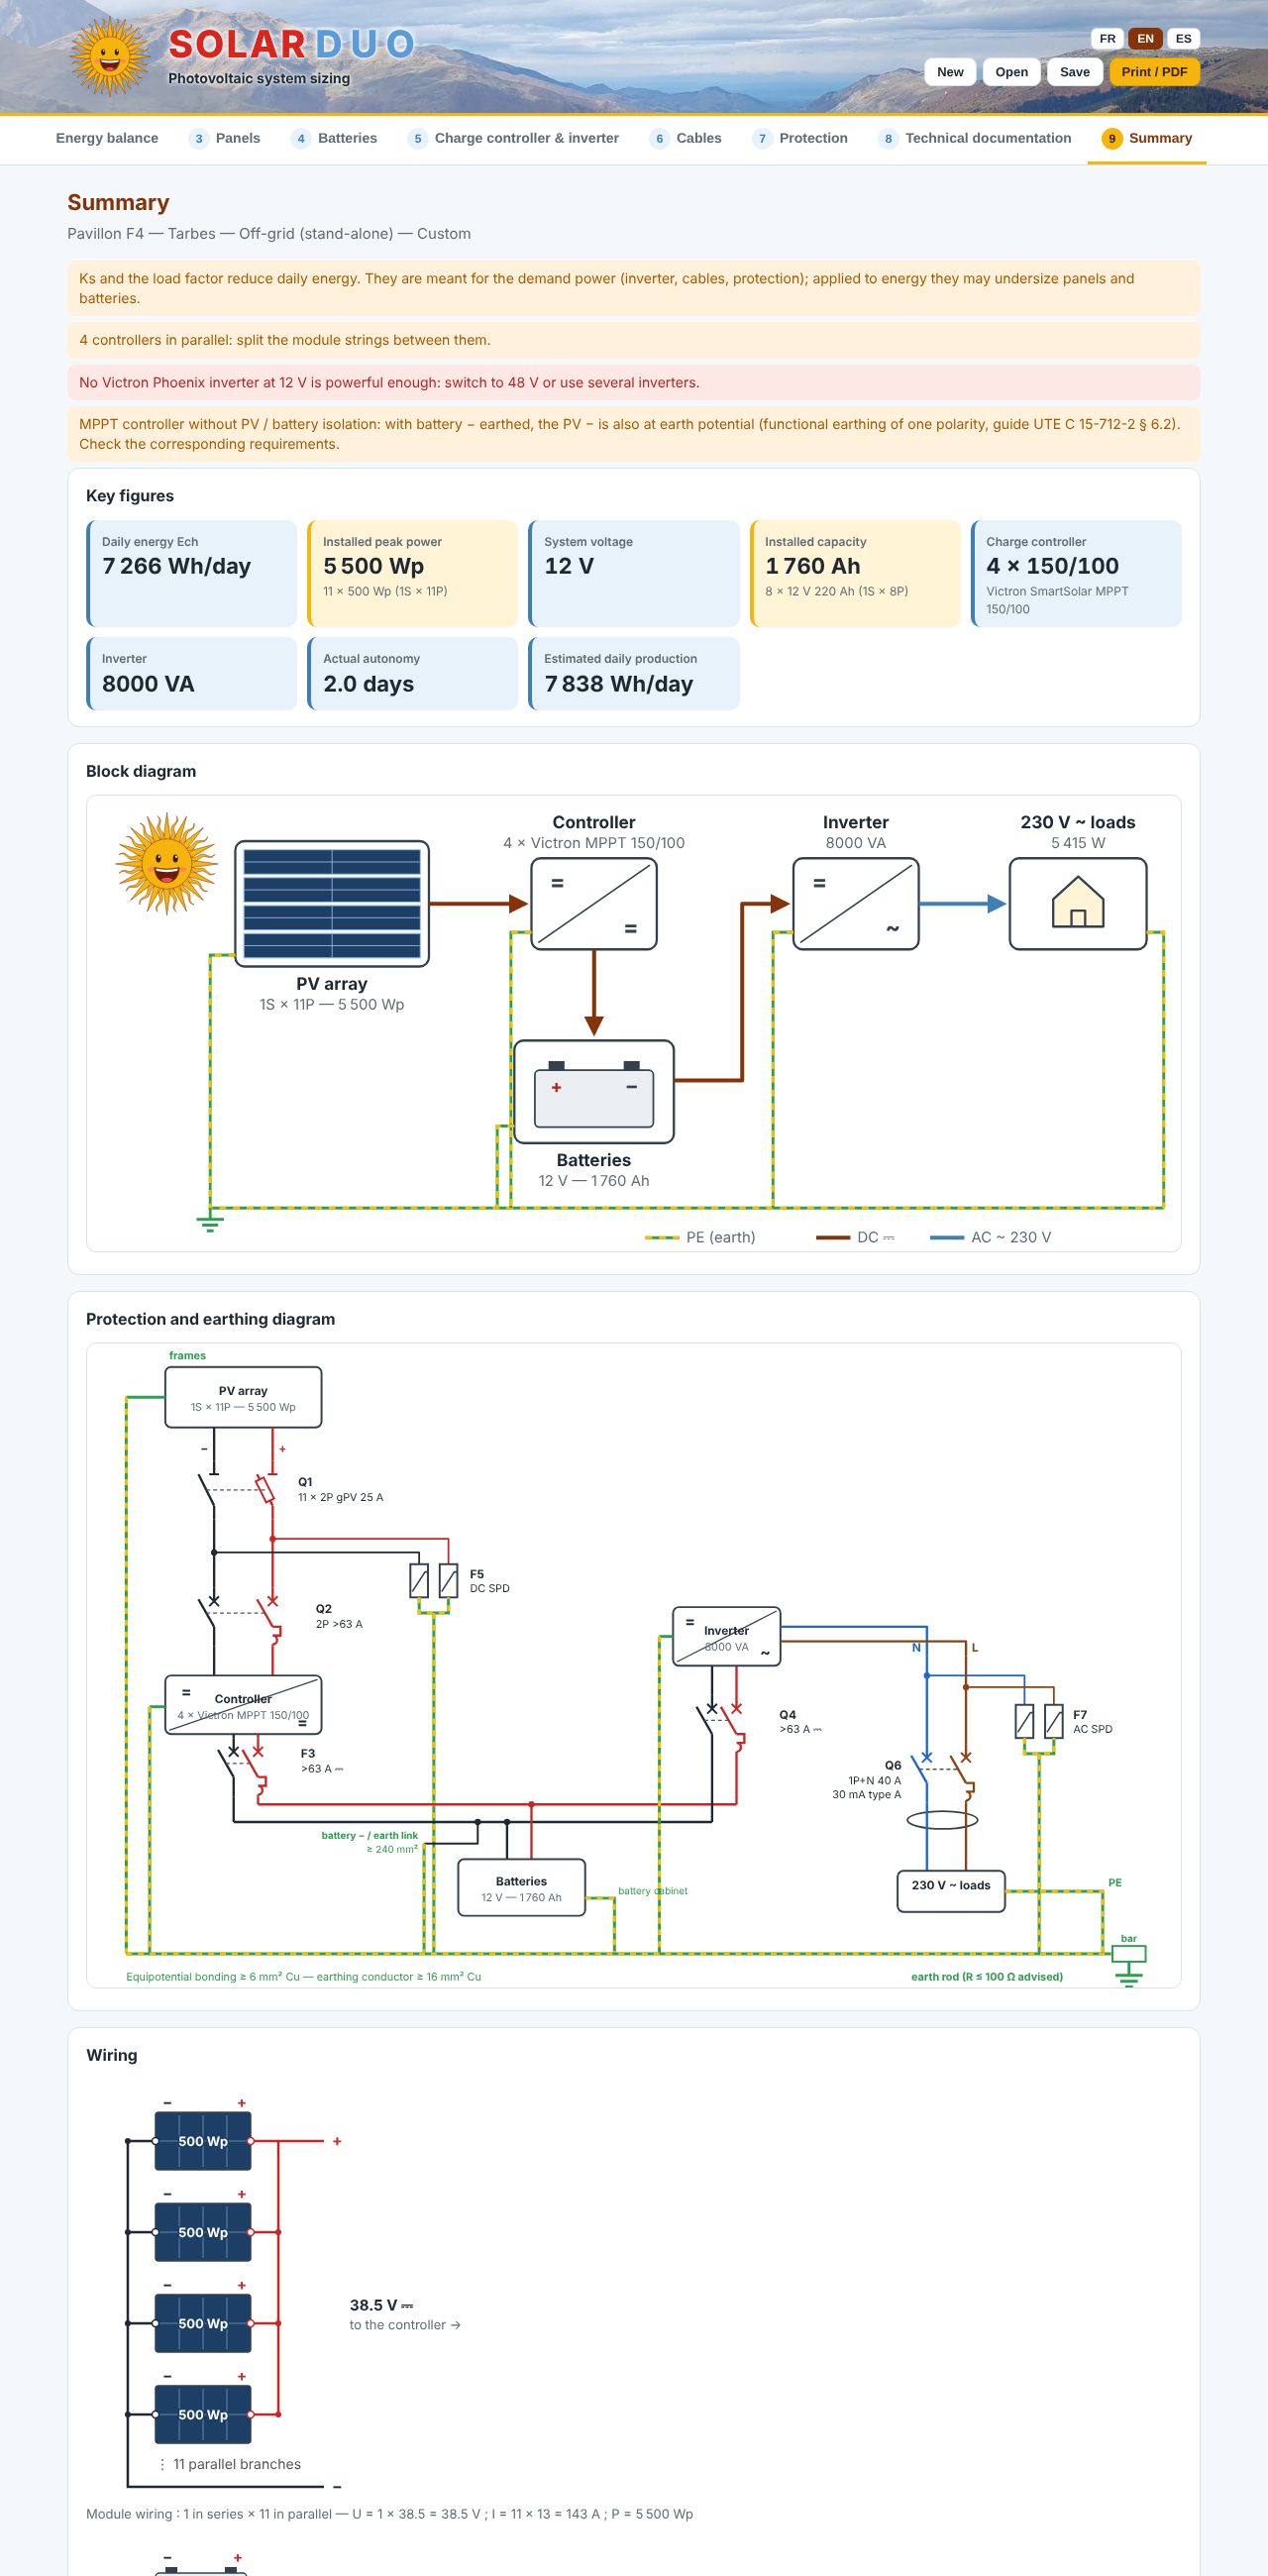 SOLAR DUO
Photovoltaic system sizing
FR EN ES
New Open Save Print / PDF
Energy balance
3 Panels
4 Batteries
5 Charge controller & inverter
6 Cables
7 Protection
8 Technical documentation
9 Summary
Summary
Pavillon F4 — Tarbes — Off-grid (stand-alone) — Custom
Ks and the load factor reduce daily energy. They are meant for the demand power (inverter, cables, protection); applied to energy they may undersize panels and
batteries.
4 controllers in parallel: split the module strings between them.
No Victron Phoenix inverter at 12 V is powerful enough: switch to 48 V or use several inverters.
MPPT controller without PV / battery isolation: with battery − earthed, the PV − is also at earth potential (functional earthing of one polarity, guide UTE C 15-712-2 § 6.2).
Check the corresponding requirements.
Key figures
Daily energy Ech
7 266 Wh/day
Installed peak power
5 500 Wp
11 × 500 Wp (1S × 11P)
System voltage
12 V
Installed capacity
1 760 Ah
8 × 12 V 220 Ah (1S × 8P)
Charge controller
4 × 150/100
Victron SmartSolar MPPT
150/100
Inverter
8000 VA
Actual autonomy
2.0 days
Estimated daily production
7 838 Wh/day
Block diagram
Controller
4 × Victron MPPT 150/100
Inverter
8000 VA
230 V ~ loads
5 415 W
=
=
=
~
PV array
1S × 11P — 5 500 Wp
+ −
Batteries
12 V — 1 760 Ah
PE (earth)
DC ⎓
AC ~ 230 V
Protection and earthing diagram
frames
PV array
1S × 11P — 5 500 Wp
− +
Q1
11 × 2P gPV 25 A
F5
DC SPD
Q2
2P >63 A
=
Inverter
8000 VA
~
N L
=
Controller
4 × Victron MPPT 150/100
=
Q4
>63 A ⎓
F7
AC SPD
F3
>63 A ⎓
Q6
1P+N 40 A
30 mA type A
battery − / earth link
≥ 240 mm²
Batteries
12 V — 1 760 Ah
battery cabinet
230 V ~ loads
PE
bar
Equipotential bonding ≥ 6 mm² Cu — earthing conductor ≥ 16 mm² Cu
earth rod (R ≤ 100 Ω advised)
Wiring
− +
500 Wp
+
− +
500 Wp
− +
38.5 V ⎓
500 Wp
to the controller →
− +
500 Wp
⋮ 11 parallel branches
−
Module wiring : 1 in series × 11 in parallel — U = 1 × 38.5 = 38.5 V ; I = 11 × 13 = 143 A ; P = 5 500 Wp
− +